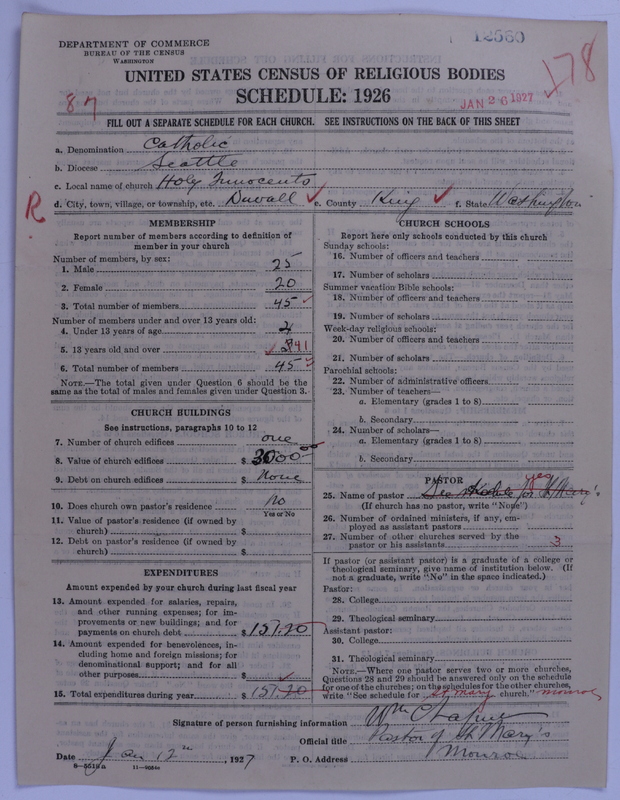 DEPARTMENT OF COMMERCE
BUREAU OF THE CENSUS
WASHINGTON
12560
178
UNITED STATES CENSUS OF RELIGIOUS BODIES
SCHEDULE: 1926
87
JAN 26 1927
FILL OUT A SEPARATE SCHEDULE FOR EACH CHURCH. SEE INSTRUCTIONS ON THE BACK OF THIS SHEET
a. Denomination Catholic
b. Diocese Seattle
c. Local name of church Holy Innocents
d. City, town, village, or township, etc. Duvall e. County King f. State Washington
R
MEMBERSHIP
Report number of members according to definition of
member in your church
Number of members, by sex:
1. Male 25
2. Female 20
3. Total number of members 45
Number of members under and over 13 years old:
4. Under 13 years of age
5. 13 years old and over 41
6. Total number of members 45
NOTE.—The total given under Question 6 should be the
same as the total of males and females given under Question 3.
CHURCH BUILDINGS
See instructions, paragraphs 10 to 12
7. Number of church edifices one
8. Value of church edifices $ 3000 00
9. Debt on church edifices $ None
10. Does church own pastor's residence No
Yes or No
11. Value of pastor's residence (if owned by
church) $
12. Debt on pastor's residence (if owned by
church) $
EXPENDITURES
Amount expended by your church during last fiscal year
13. Amount expended for salaries, repairs,
and other running expenses; for im-
provements or new buildings; and for
payments on church debt $ 157.20
14. Amount expended for benevolences, in-
cluding home and foreign missions; for
denominational support; and for all
other purposes $
15. Total expenditures during year $ 157.20
CHURCH SCHOOLS
Report here only schools conducted by this church
Sunday schools:
16. Number of officers and teachers
17. Number of scholars
Summer vacation Bible schools:
18. Number of officers and teachers
19. Number of scholars
Week-day religious schools:
20. Number of officers and teachers
21. Number of scholars
Parochial schools:
22. Number of administrative officers
23. Number of teachers—
a. Elementary (grades 1 to 8)
b. Secondary
24. Number of scholars—
a. Elementary (grades 1 to 8)
b. Secondary
PASTOR
yes
25. Name of pastor See schedule for St Mary's
(If church has no pastor, write "None")
26. Number of ordained ministers, if any, em-
ployed as assistant pastors
27. Number of other churches served by the
pastor or his assistants 3
If pastor (or assistant pastor) is a graduate of a college or
theological seminary, give name of institution below. (If
not a graduate, write "No" in the space indicated.)
Pastor:
28. College
29. Theological seminary
Assistant pastor:
30. College
31. Theological seminary
NOTE.—Where one pastor serves two or more churches,
Questions 28 and 29 should be answered only on the schedule
for one of the churches; on the schedules for the other churches,
write "See schedule for St Mary church." Monroe
Signature of person furnishing information Wm
Official title Pastor of St Mary's
Date Jan 12th, 1927 P. O. Address Monroe
8—5518a 11—9684c